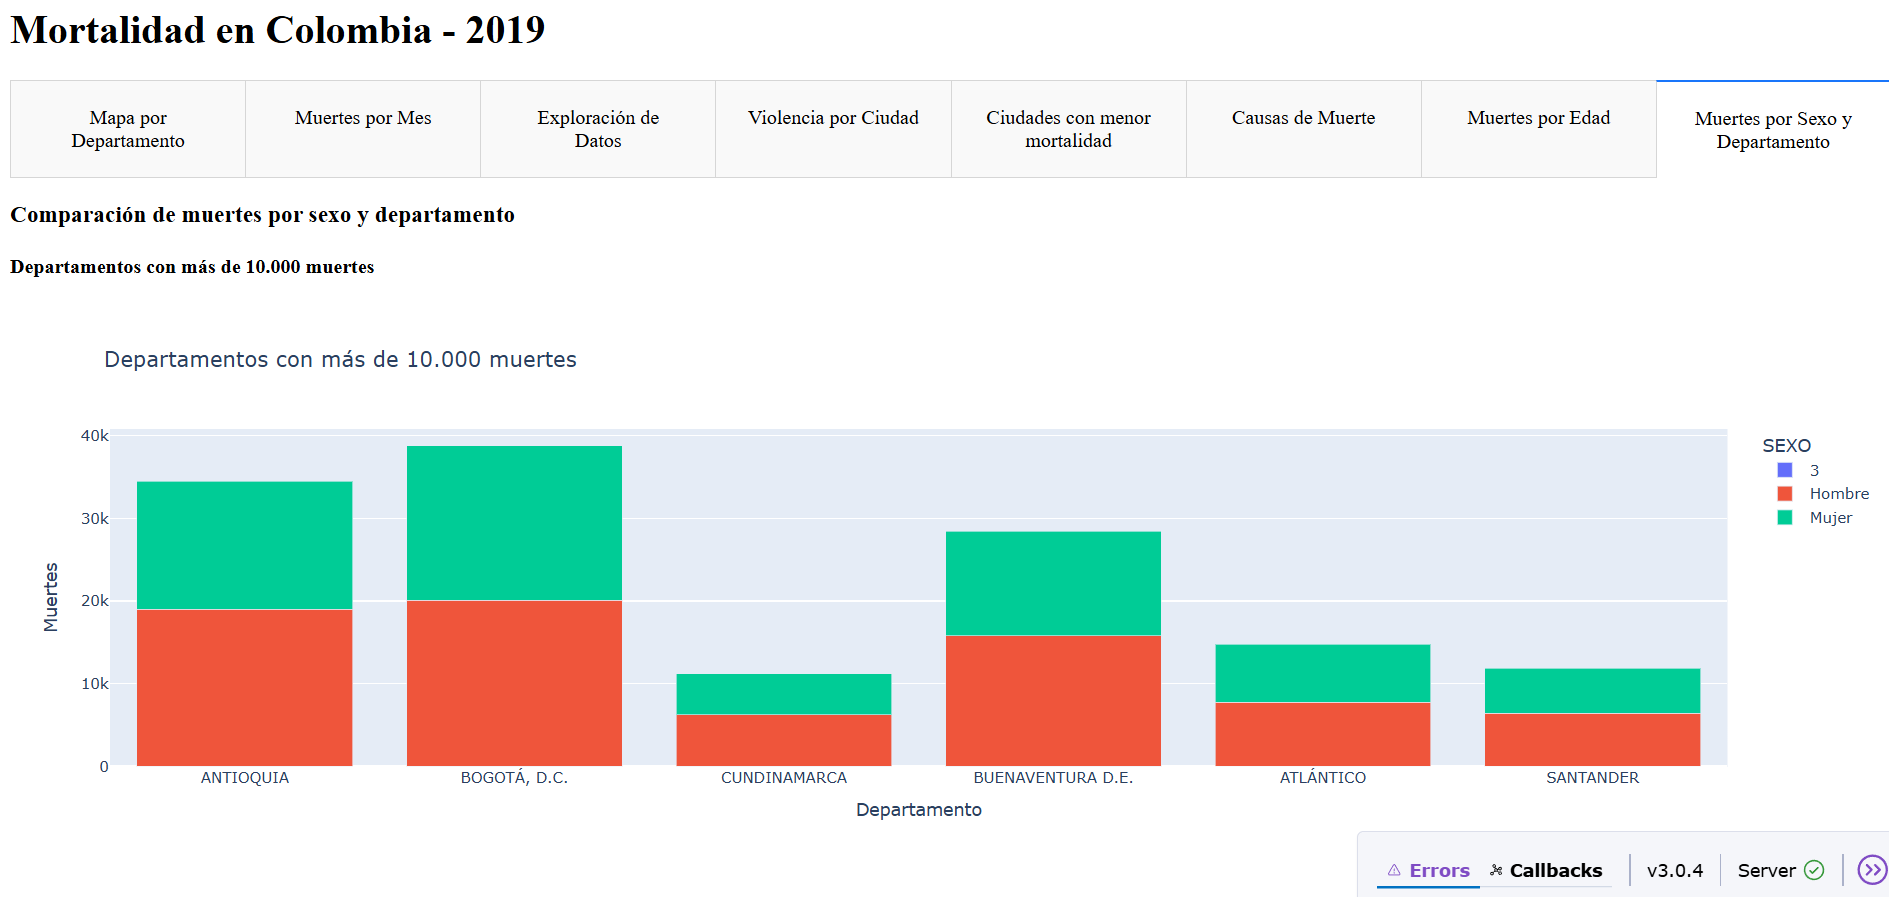 Mortalidad en Colombia - 2019
Mapa por
Departamento
Muertes por Mes
Exploración de
Datos
Violencia por Ciudad
Ciudades con menor
mortalidad
Causas de Muerte
Muertes por Edad
Muertes por Sexo y
Departamento
Comparación de muertes por sexo y departamento
Departamentos con más de 10.000 muertes
Departamentos con más de 10.000 muertes
40k
30k
20k
10k
0
Muertes
ANTIOQUIA
BOGOTÁ, D.C.
CUNDINAMARCA
BUENAVENTURA D.E.
ATLÁNTICO
SANTANDER
Departamento
SEXO
3
Hombre
Mujer
Errors
Callbacks
v3.0.4
Server